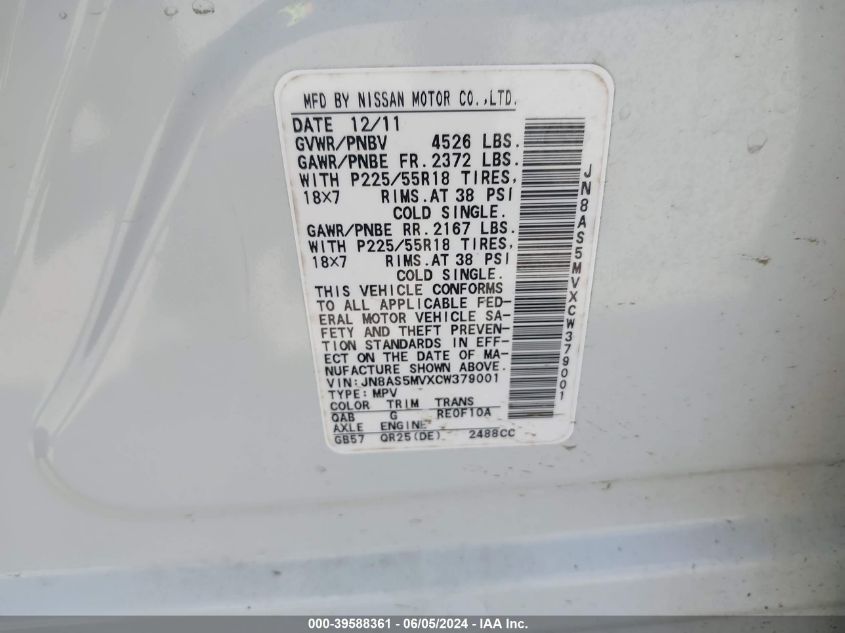 MFD BY NISSAN MOTOR CO.,LTD.
DATE 12/11
GVWR/PNBV 4526 LBS.
GAWR/PNBE FR. 2372 LBS.
WITH P225/55R18 TIRES,
18X7 RIMS.AT 38 PSI
COLD SINGLE.
GAWR/PNBE RR. 2167 LBS.
WITH P225/55R18 TIRES,
18X7 RIMS.AT 38 PSI
COLD SINGLE.
THIS VEHICLE CONFORMS
TO ALL APPLICABLE FED-
ERAL MOTOR VEHICLE SA-
FETY AND THEFT PREVEN-
TION STANDARDS IN EFF-
ECT ON THE DATE OF MA-
NUFACTURE SHOWN ABOVE.
VIN:JN8AS5MVXCW379001
TYPE: MPV
COLOR TRIM TRANS
QAB G RE0F10A
AXLE ENGINE
GB57 QR25(DE) 2488CC
JN8AS5MVXCW379001
000-39588361 - 06/05/2024 - IAA Inc.